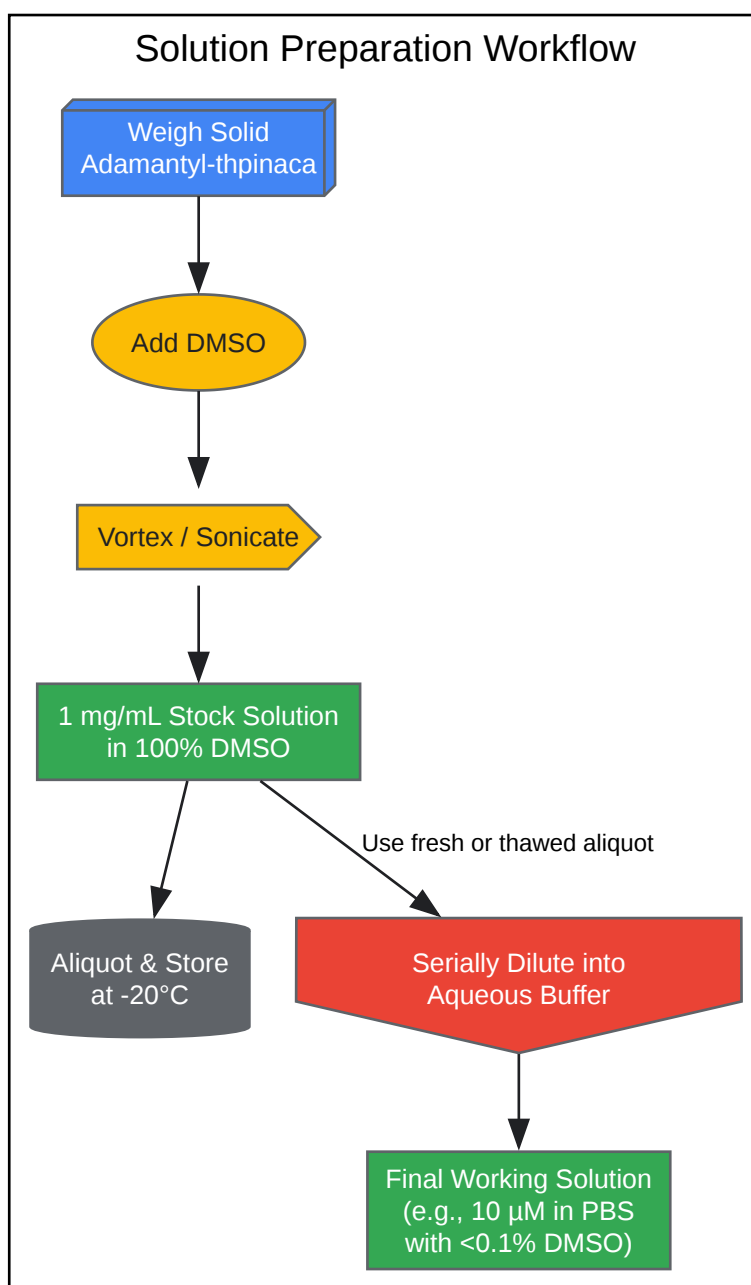 Solution Preparation Workflow
Weigh Solid
Adamantyl-thpinaca
Add DMSO
Vortex / Sonicate
1 mg/mL Stock Solution
in 100% DMSO
Use fresh or thawed aliquot
Aliquot & Store
at -20°C
Serially Dilute into
Aqueous Buffer
Final Working Solution
(e.g., 10 µM in PBS
with <0.1% DMSO)